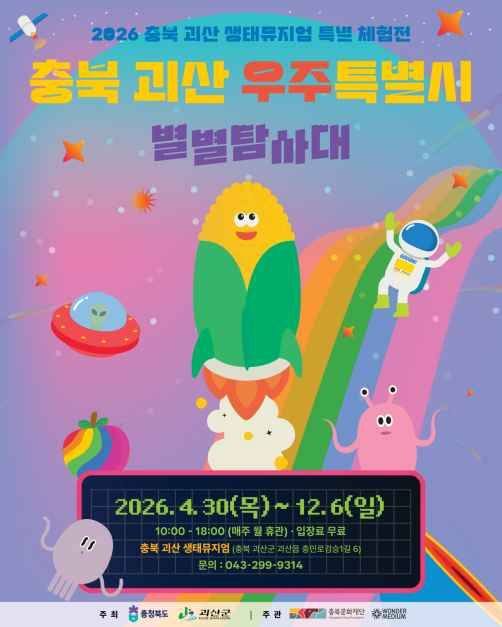 2026 충북 괴산 생태뮤지엄 특별 체험전
충북 괴산 우주특별서
별별탐사대
2026. 4. 30(목) ~ 12. 6(일)
10:00 - 18:00 (매주 월 휴관) · 입장료 무료
충북 괴산 생태뮤지엄 (충북 괴산군 괴산읍 충민로검승1길 6)
문의 : 043-299-9314
주 최 충청북도 괴산군 | 주 관 충북문화재단 WONDER MEDIUM